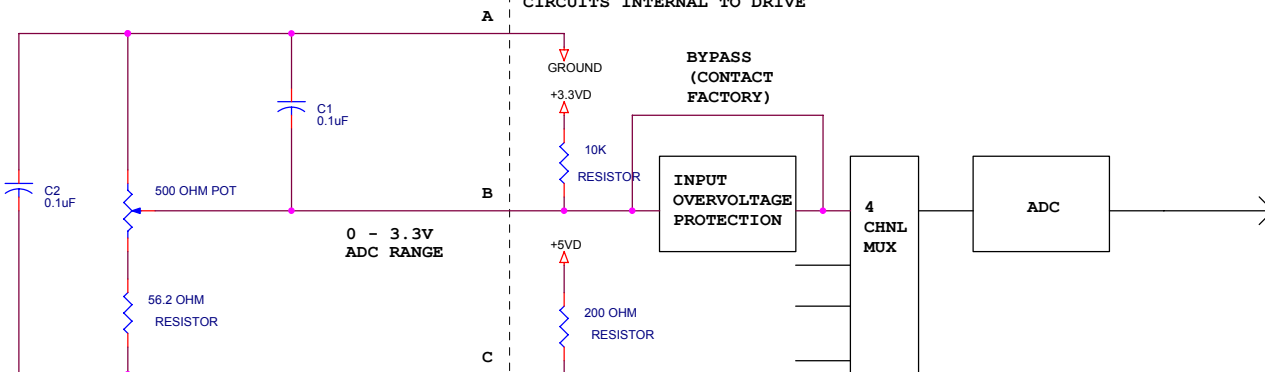 CIRCUITS INTERNAL TO DRIVE
A
GROUND
BYPASS
(CONTACT
FACTORY)
+3.3VD
C1
0.1uF
10K
RESISTOR
C2
0.1uF
500 OHM POT
B
INPUT
OVERVOLTAGE
PROTECTION
4
CHNL
MUX
ADC
0 - 3.3V
ADC RANGE
+5VD
56.2 OHM
RESISTOR
200 OHM
RESISTOR
C